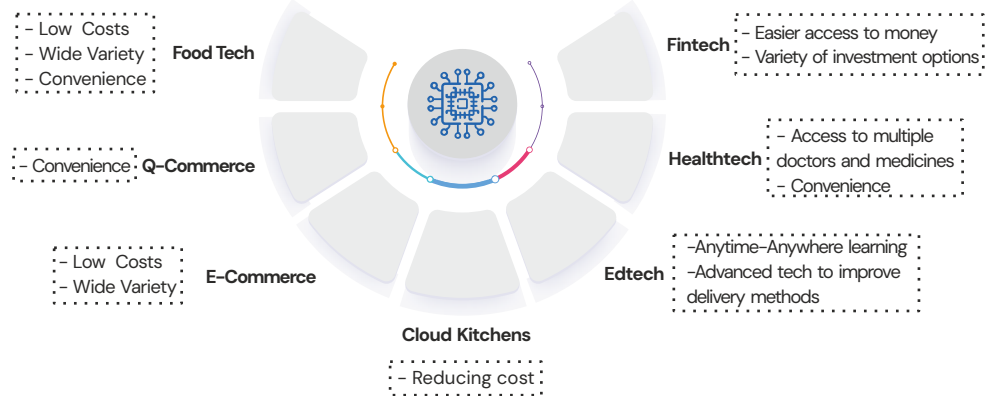 Food Tech
- Low Costs
- Wide Variety
- Convenience
Q-Commerce
- Convenience
E-Commerce
- Low Costs
- Wide Variety
Cloud Kitchens
- Reducing cost
Edtech
-Anytime-Anywhere learning
-Advanced tech to improve
delivery methods
Healthtech
- Access to multiple
doctors and medicines
- Convenience
Fintech
- Easier access to money
- Variety of investment options